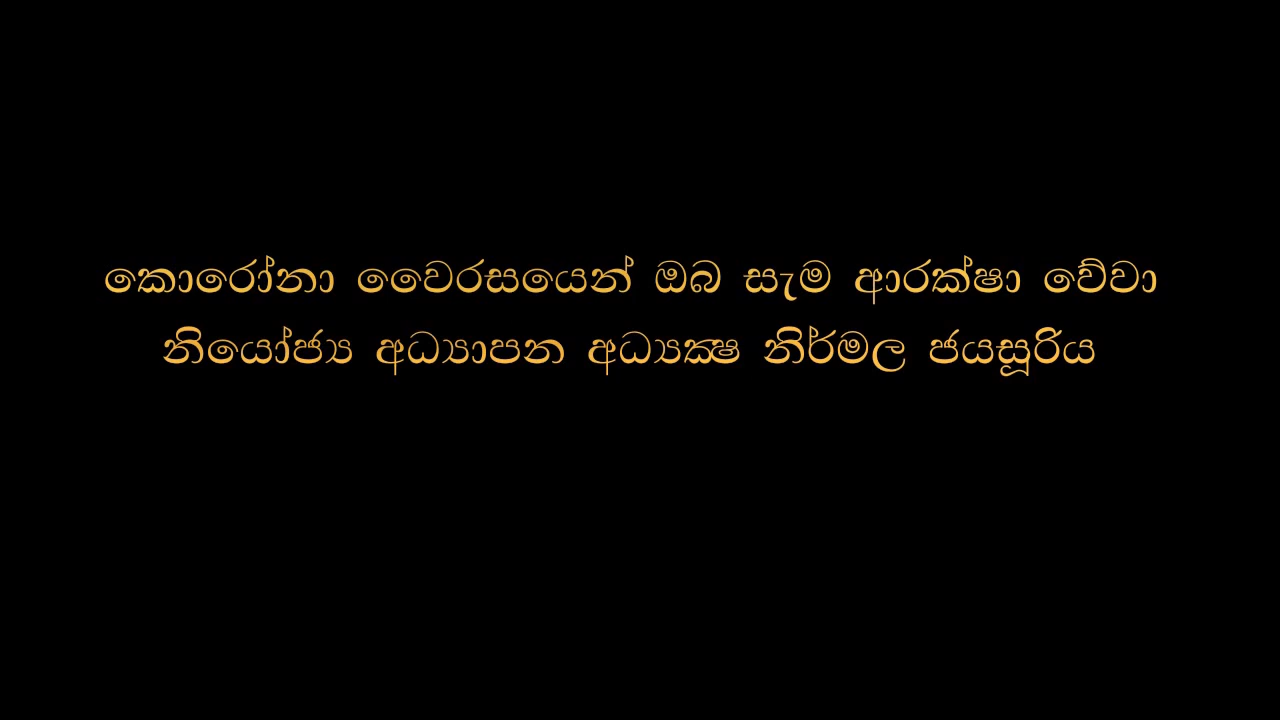 කොරෝනා වෛරසයෙන් ඔබ සැම ආරක්ෂා වේවා
නියෝජ්‍ය අධ්‍යාපන අධ්‍යක්‍ෂ නිර්මල ජයසූරිය